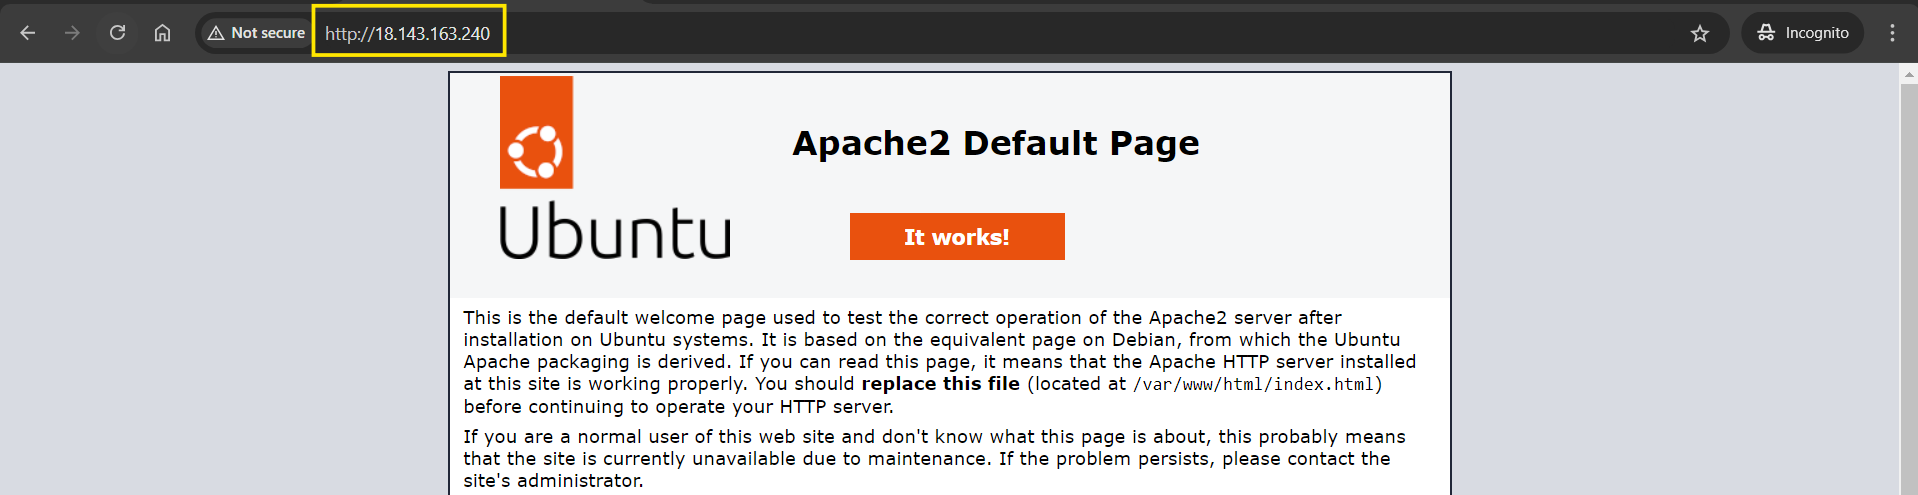 Not secure
http://18.143.163.240
Incognito
Apache2 Default Page
Ubuntu
It works!
This is the default welcome page used to test the correct operation of the Apache2 server after
installation on Ubuntu systems. It is based on the equivalent page on Debian, from which the Ubuntu
Apache packaging is derived. If you can read this page, it means that the Apache HTTP server installed
at this site is working properly. You should replace this file (located at /var/www/html/index.html)
before continuing to operate your HTTP server.
If you are a normal user of this web site and don't know what this page is about, this probably means
that the site is currently unavailable due to maintenance. If the problem persists, please contact the
site's administrator.